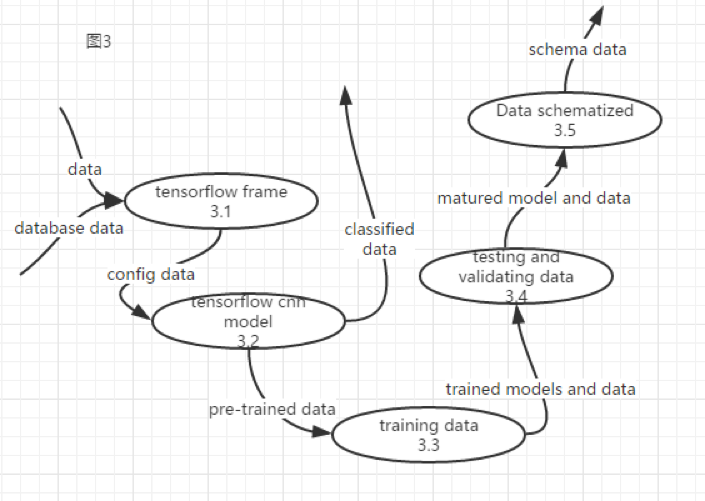 图3
schema data
Data schematized
3.5
data
tensorflow frame
3.1
matured model and data
database data
classified
data
config data
testing and
validating data
3.4
tensorflow cnn
model
3.2
trained models and data
pre-trained data
training data
3.3